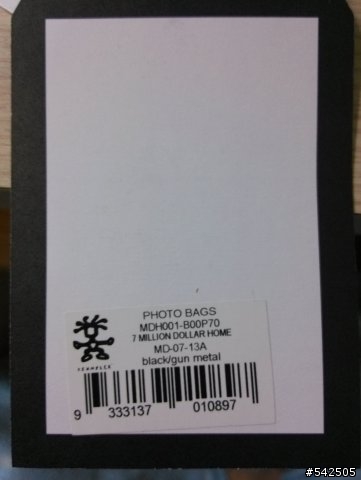 PHOTO BAGS
MDH001-B00P70
7 MILLION DOLLAR HOME
MD-07-13A
black/gun metal
9 333137 010897
#542505